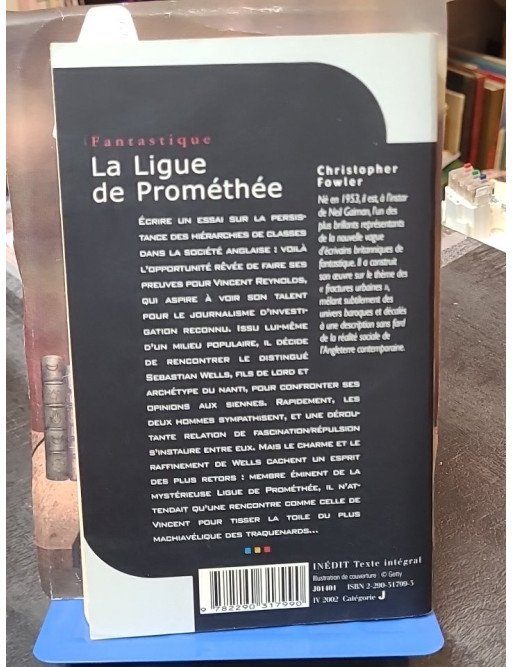 Fantastique
La Ligue
de Prométhée
ÉCRIRE UN ESSAI SUR LA PERSIS-
TANCE DES HIÉRARCHIES DE CLASSES
DANS LA SOCIÉTÉ ANGLAISE : VOILÀ
L'OPPORTUNITÉ RÊVÉE DE FAIRE SES
PREUVES POUR VINCENT REYNOLDS,
QUI ASPIRE À VOIR SON TALENT
POUR LE JOURNALISME D'INVESTI-
GATION RECONNU. ISSU LUI-MÊME
D'UN MILIEU POPULAIRE, IL DÉCIDE
DE RENCONTRER LE DISTINGUÉ
SEBASTIAN WELLS, FILS DE LORD ET
ARCHÉTYPE DU NANTI, POUR CONFRONTER SES
OPINIONS AUX SIENNES. RAPIDEMENT, LES
DEUX HOMMES SYMPATHISENT, ET UNE DÉROU-
TANTE RELATION DE FASCINATION/RÉPULSION
S'INSTAURE ENTRE EUX. MAIS LE CHARME ET LE
RAFFINEMENT DE WELLS CACHENT UN ESPRIT
DES PLUS RETORS : MEMBRE ÉMINENT DE LA
MYSTÉRIEUSE LIGUE DE PROMÉTHÉE, IL N'AT-
TENDAIT QU'UNE RENCONTRE COMME CELLE DE
VINCENT POUR TISSER LA TOILE DU PLUS
MACHIAVÉLIQUE DES TRAQUENARDS...
Christopher
Fowler
Né en 1953, il est, à l'instar
de Neil Gaiman, l'un des
plus brillants représentants
de la nouvelle vague
d'écrivains britanniques de
fantastique. Il a construit
son œuvre sur le thème des
« fractures urbaines »,
mêlant subtilement des
univers baroques et décalés
à une description sans fard
de la réalité sociale de
l'Angleterre contemporaine.
INÉDIT Texte intégral
Illustration de couverture : © Getty
J01401 ISBN 2-290-31799-3
IV 2002 Catégorie J
9 782290 317990